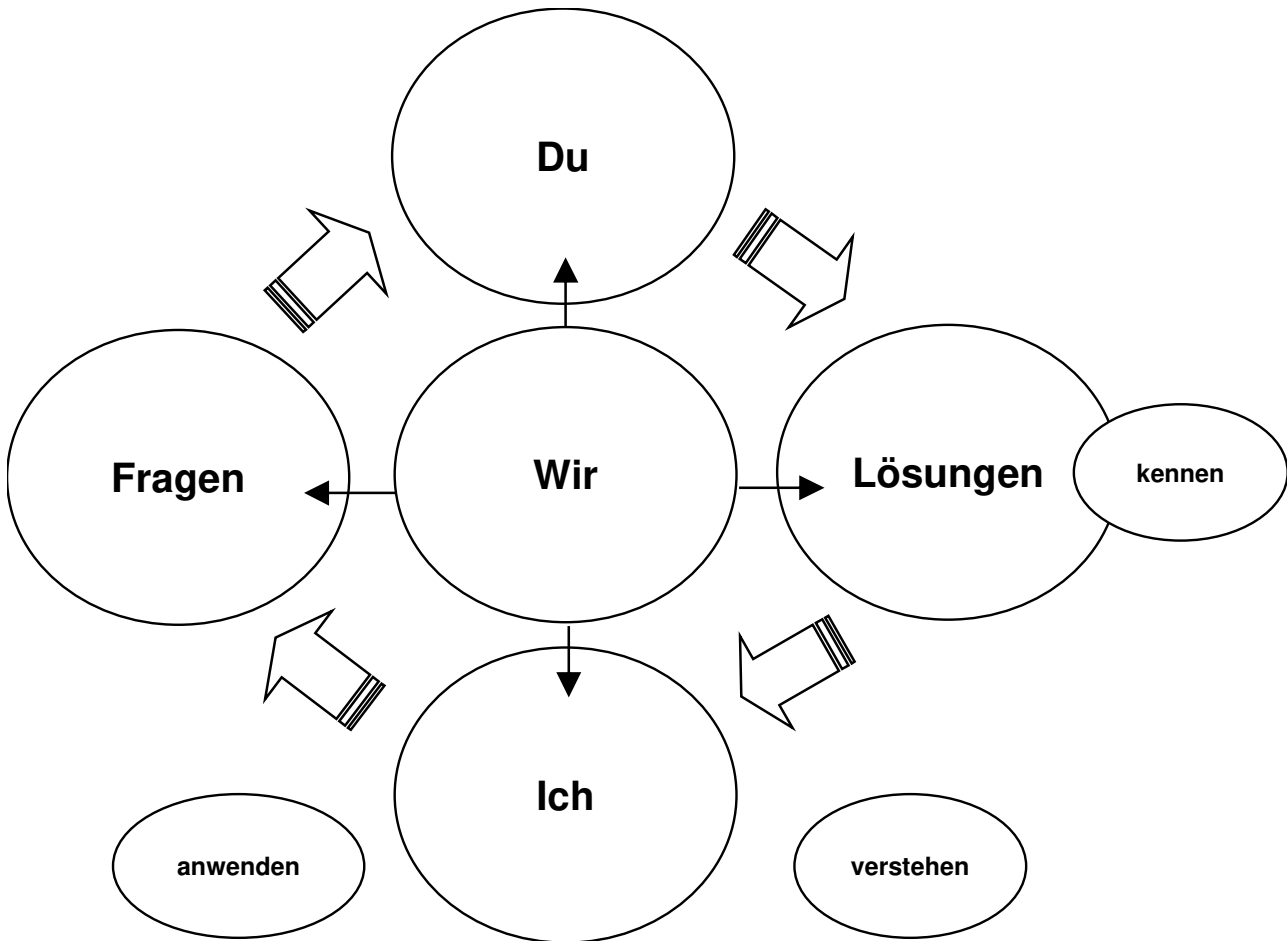 Du
Fragen
Wir
Lösungen
kennen
Ich
anwenden
verstehen